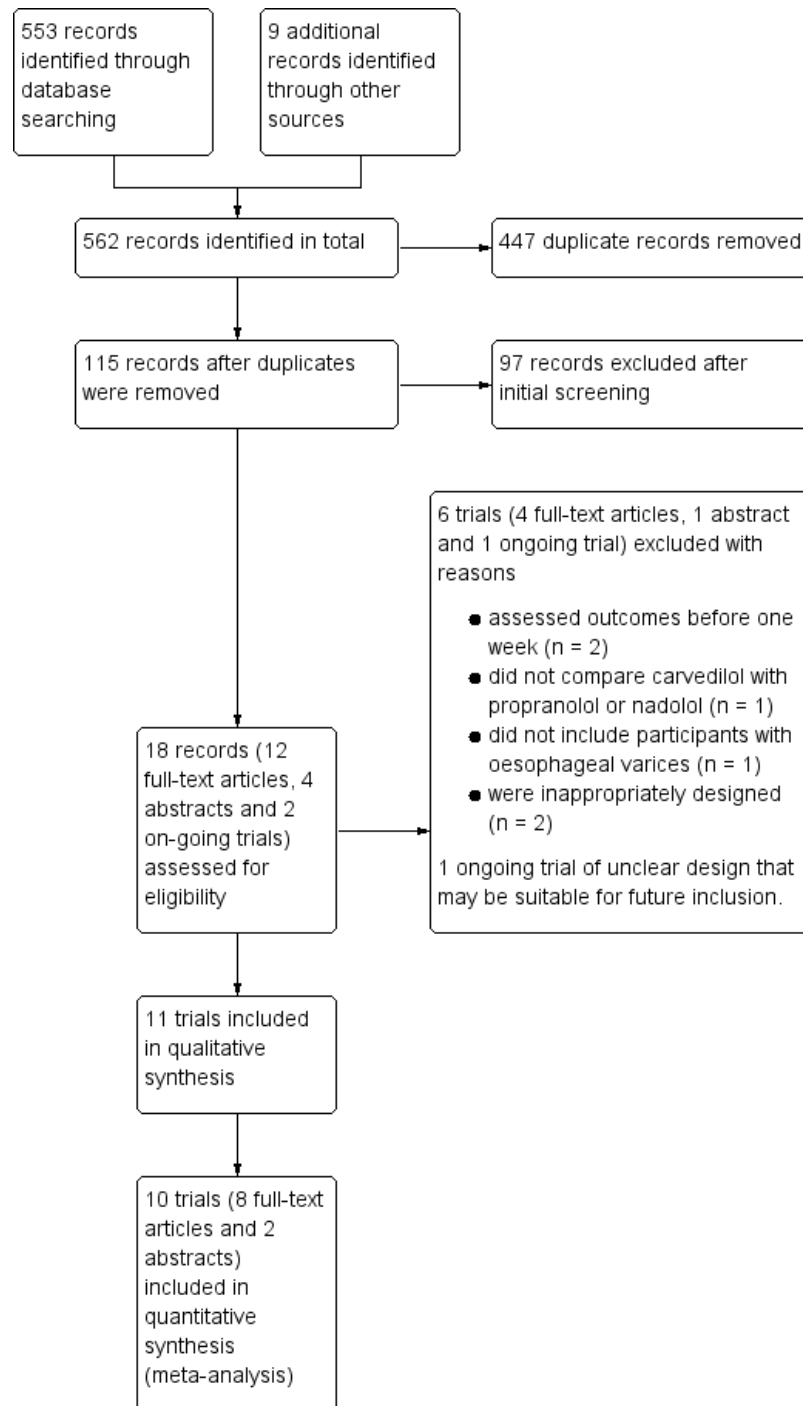 553 records
identified through
database
searching
9 additional
records identified
through other
sources
562 records identified in total
447 duplicate records removed
115 records after duplicates
were removed
97 records excluded after
initial screening
6 trials (4 full-text articles, 1 abstract
and 1 ongoing trial) excluded with
reasons
● assessed outcomes before one
week (n = 2)
● did not compare carvedilol with
propranolol or nadolol (n = 1)
● did not include participants with
oesophageal varices (n = 1)
● were inappropriately designed
(n = 2)
1 ongoing trial of unclear design that
may be suitable for future inclusion.
18 records (12
full-text articles, 4
abstracts and 2
on-going trials)
assessed for
eligibility
11 trials included
in qualitative
synthesis
10 trials (8 full-text
articles and 2
abstracts)
included in
quantitative
synthesis
(meta-analysis)